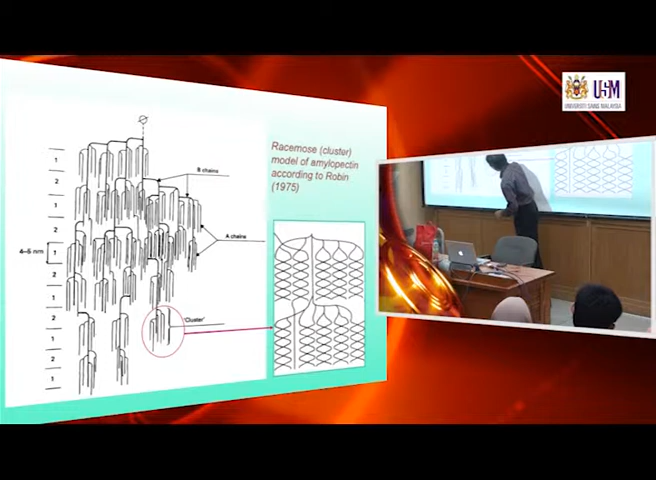 USM
UNIVERSITI SAINS MALAYSIA
Racemose (cluster)
model of amylopectin
according to Robin
(1975)
B chains
A chains
4–5 nm
"Cluster"
1
2
1
2
1
2
1
2
1
2
1